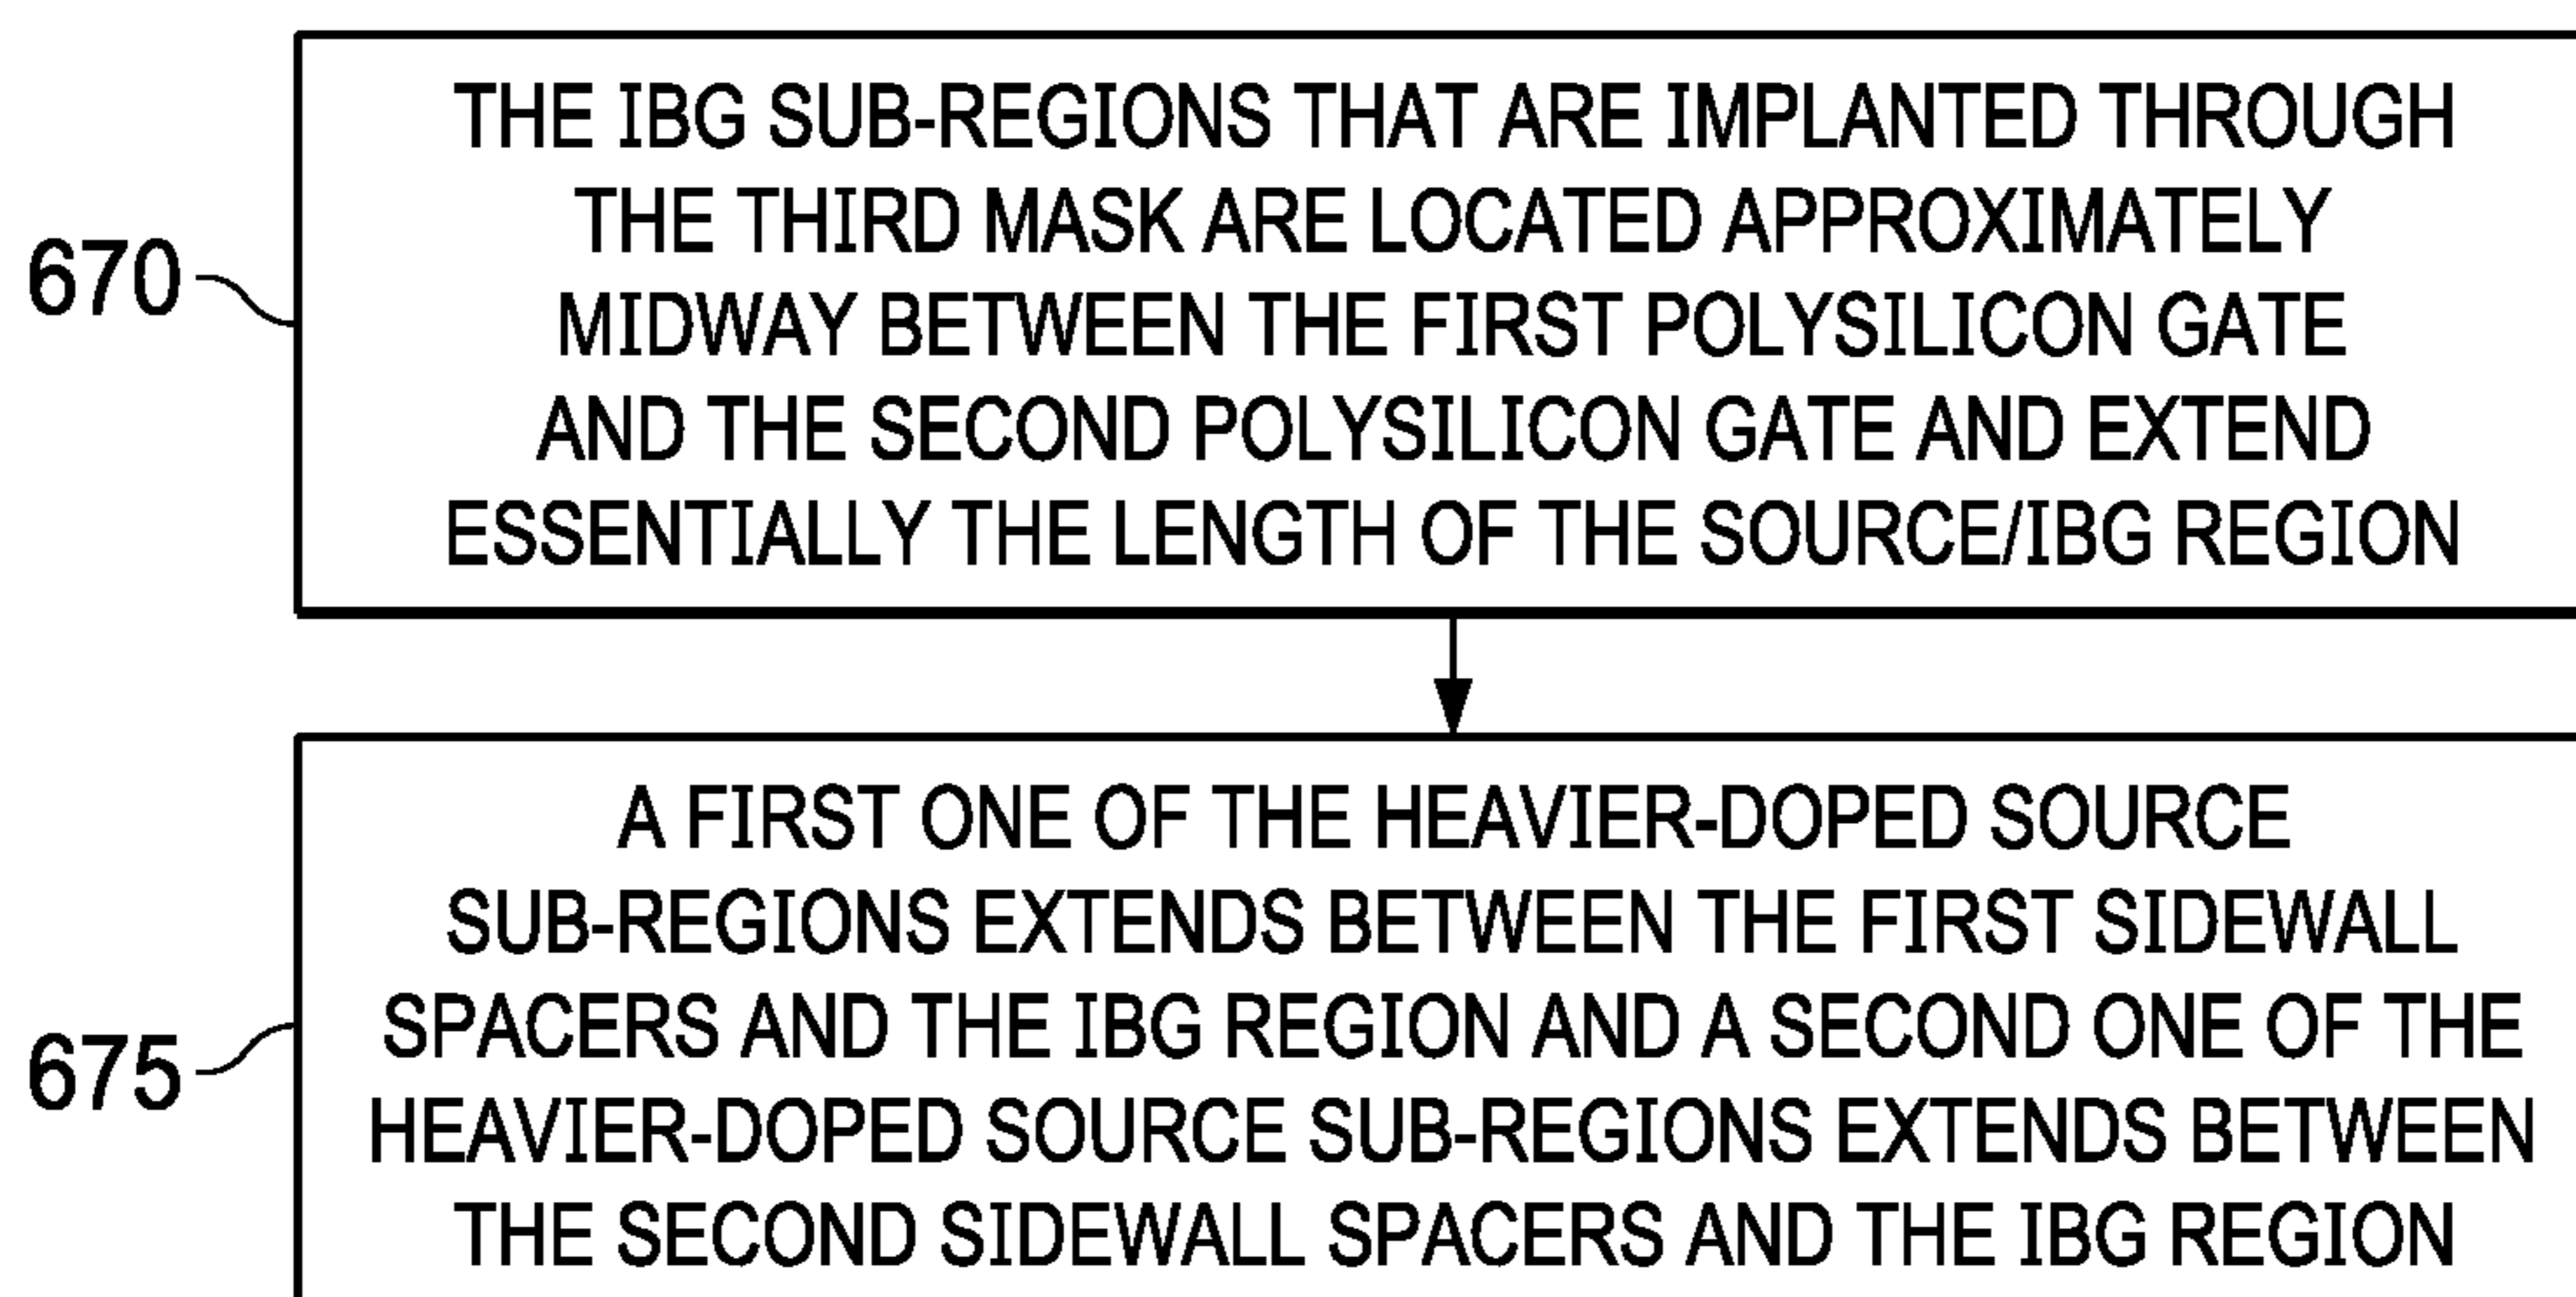 THE IBG SUB-REGIONS THAT ARE IMPLANTED THROUGH
THE THIRD MASK ARE LOCATED APPROXIMATELY
MIDWAY BETWEEN THE FIRST POLYSILICON GATE
AND THE SECOND POLYSILICON GATE AND EXTEND
ESSENTIALLY THE LENGTH OF THE SOURCE/IBG REGION
670
A FIRST ONE OF THE HEAVIER-DOPED SOURCE
SUB-REGIONS EXTENDS BETWEEN THE FIRST SIDEWALL
SPACERS AND THE IBG REGION AND A SECOND ONE OF THE
HEAVIER-DOPED SOURCE SUB-REGIONS EXTENDS BETWEEN
THE SECOND SIDEWALL SPACERS AND THE IBG REGION
675